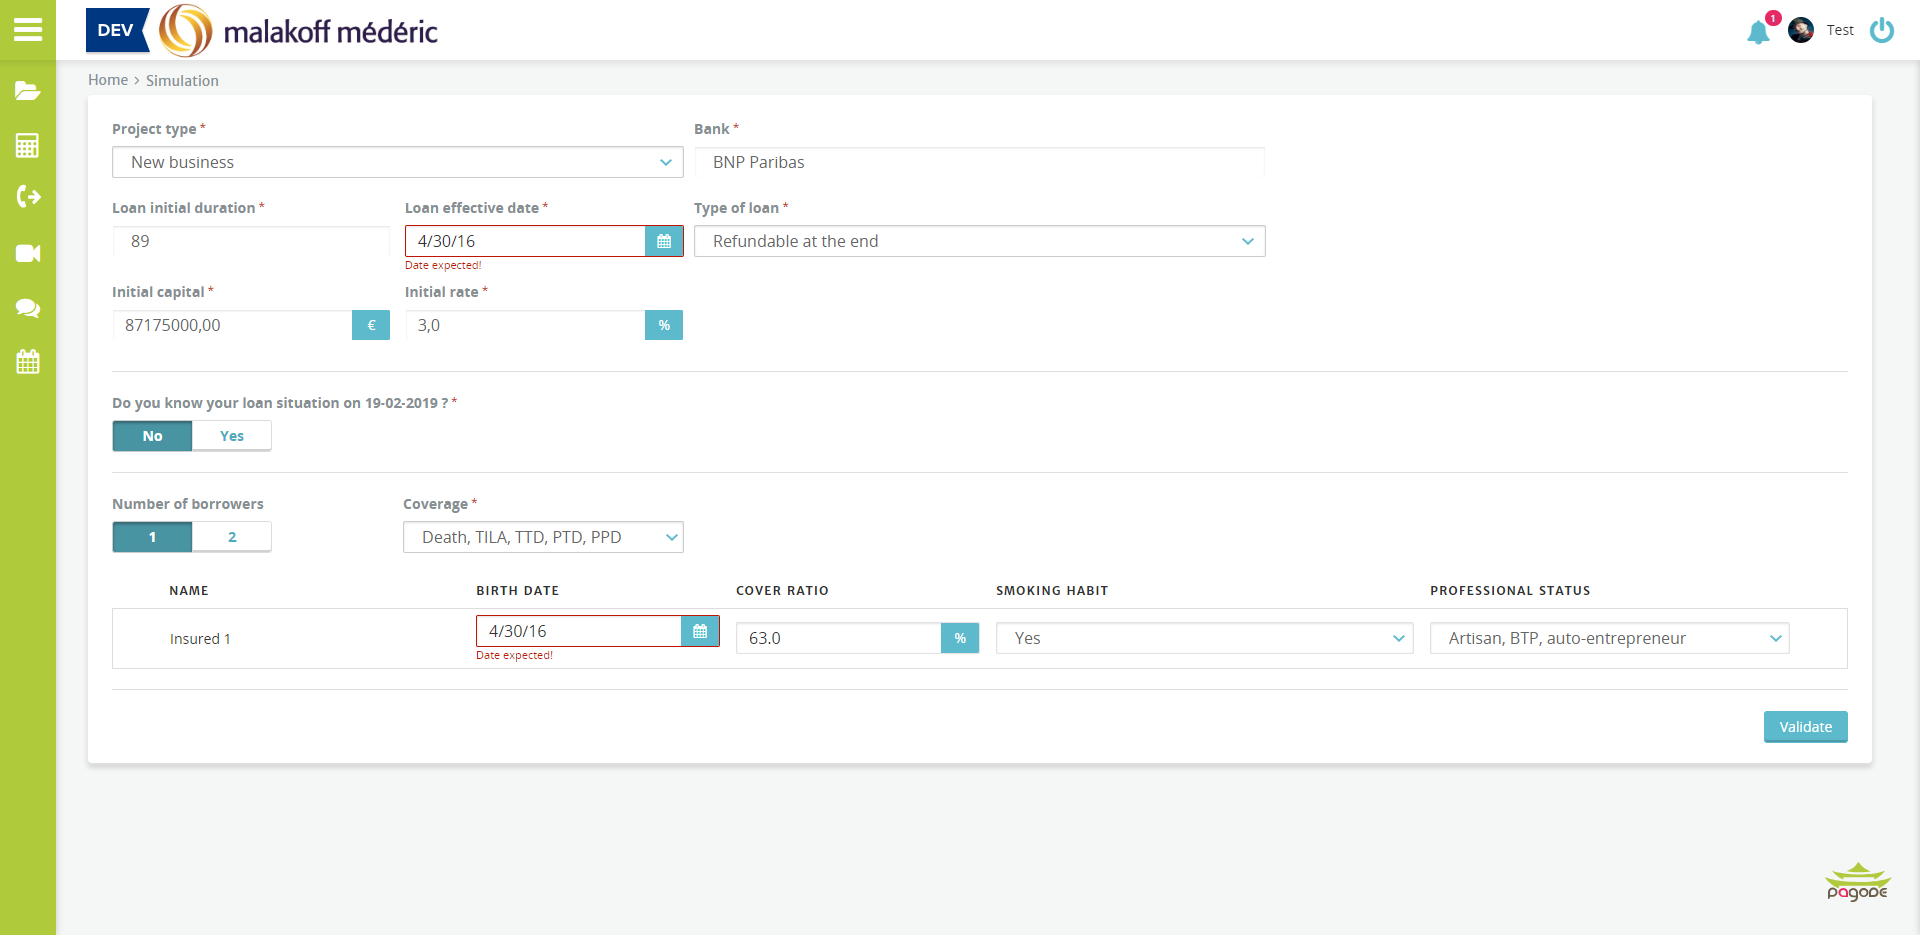 DEV
malakoff médéric
1
Test
Home > Simulation
Project type *
Bank *
New business
BNP Paribas
Loan initial duration *
Loan effective date *
Type of loan *
89
4/30/16
Refundable at the end
Date expected!
Initial capital *
Initial rate *
87175000,00 €
3,0 %
Do you know your loan situation on 19-02-2019 ? *
No Yes
Number of borrowers
Coverage *
1 2
Death, TILA, TTD, PTD, PPD
NAME BIRTH DATE COVER RATIO SMOKING HABIT PROFESSIONAL STATUS
Insured 1 4/30/16 63.0 % Yes Artisan, BTP, auto-entrepreneur
Date expected!
Validate
PAGODE